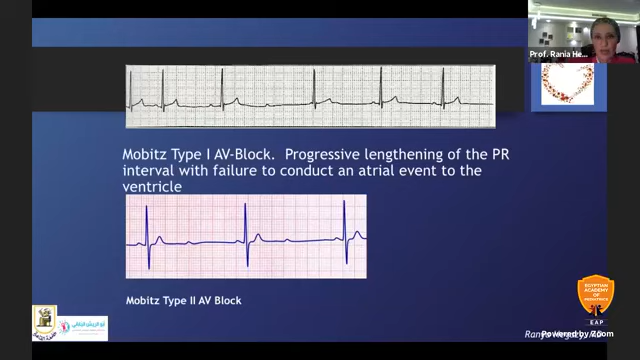 Prof. Rania He...
Mobitz Type I AV-Block. Progressive lengthening of the PR
interval with failure to conduct an atrial event to the
ventricle
Mobitz Type II AV Block
EGYPTIAN
ACADEMY
OF
PEDIATRICS
EAP
Powered by Zoom